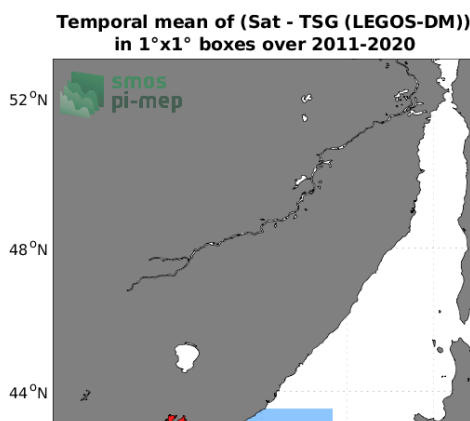 Temporal mean of (Sat - TSG (LEGOS-DM))
in 1°x1° boxes over 2011-2020
smos
pi-mep
52°N
48°N
44°N